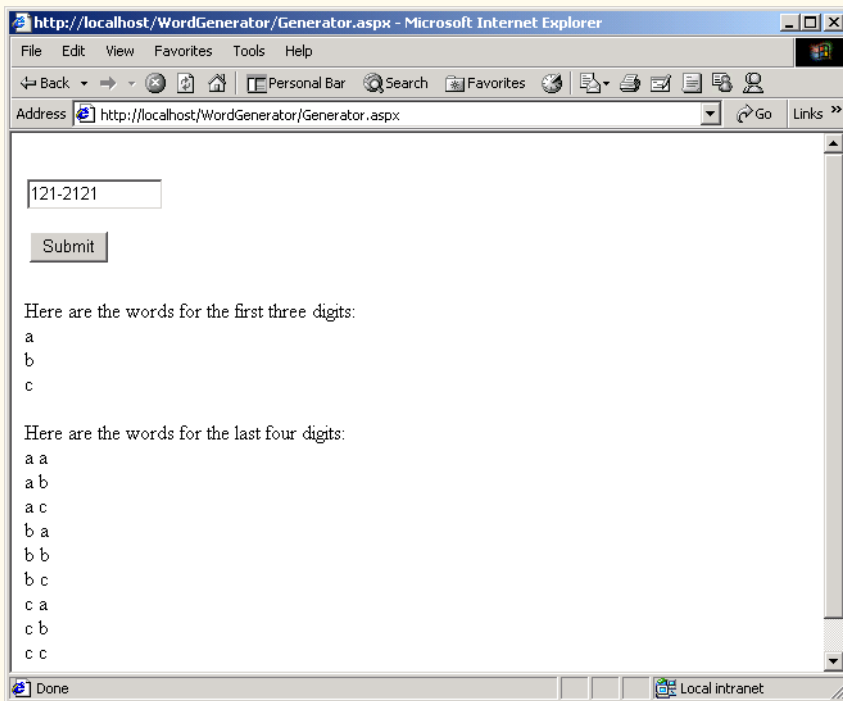 http://localhost/WordGenerator/Generator.aspx - Microsoft Internet Explorer
File Edit View Favorites Tools Help
Back Personal Bar Search Favorites
Address http://localhost/WordGenerator/Generator.aspx Go Links »
121-2121
Submit
Here are the words for the first three digits:
a
b
c
Here are the words for the last four digits:
a a
a b
a c
b a
b b
b c
c a
c b
c c
Done Local intranet